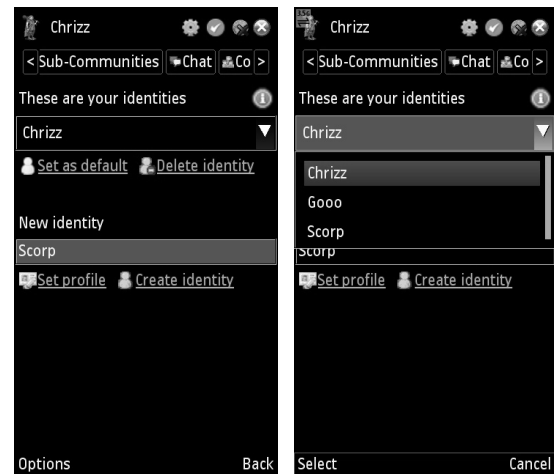 Chrizz
< Sub-Communities Chat Co >
These are your identities
Chrizz
Set as default Delete identity
New identity
Scorp
Set profile Create identity
Options Back
Chrizz
< Sub-Communities Chat Co >
These are your identities
Chrizz
Chrizz
Gooo
Scorp
Scorp
Set profile Create identity
Select Cancel